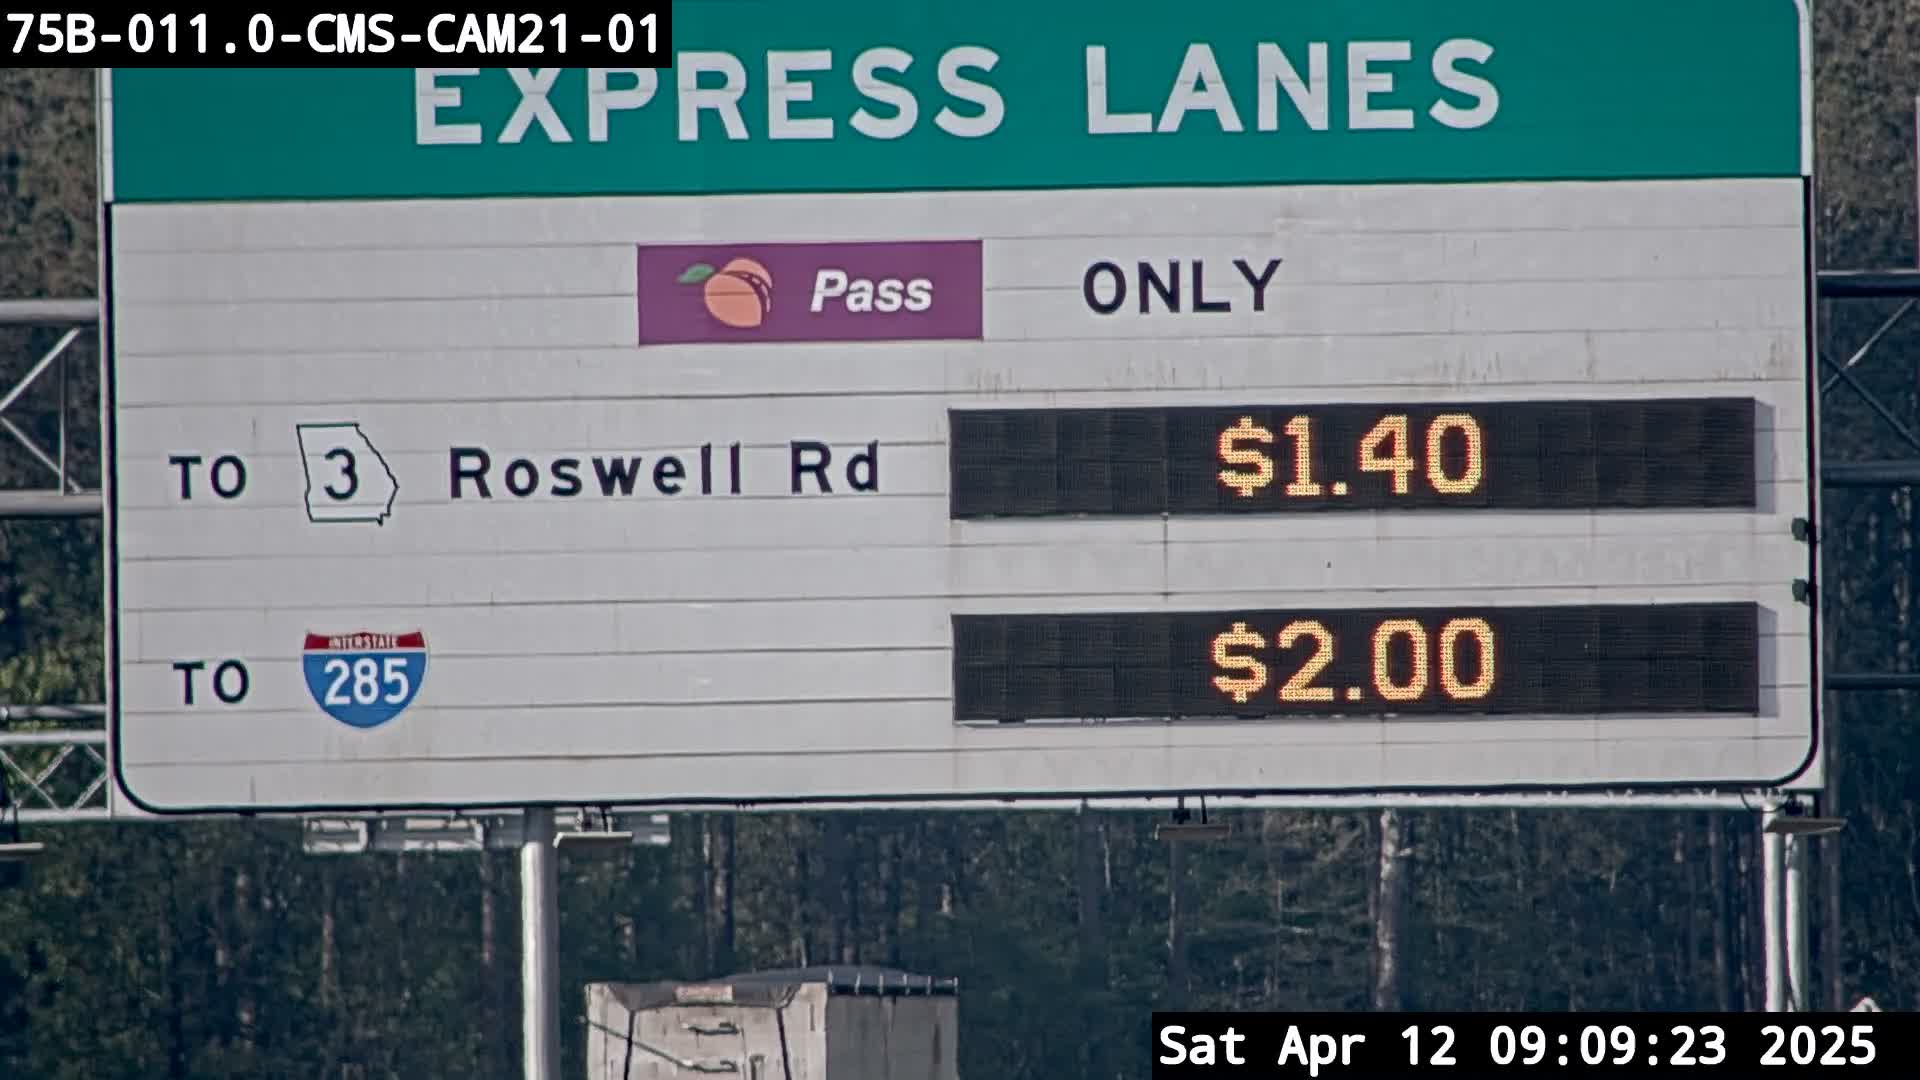 75B-011.0-CMS-CAM21-01
EXPRESS LANES
Pass ONLY
TO 3 Roswell Rd $1.40
INTERSTATE
TO 285 $2.00
Sat Apr 12 09:09:23 2025